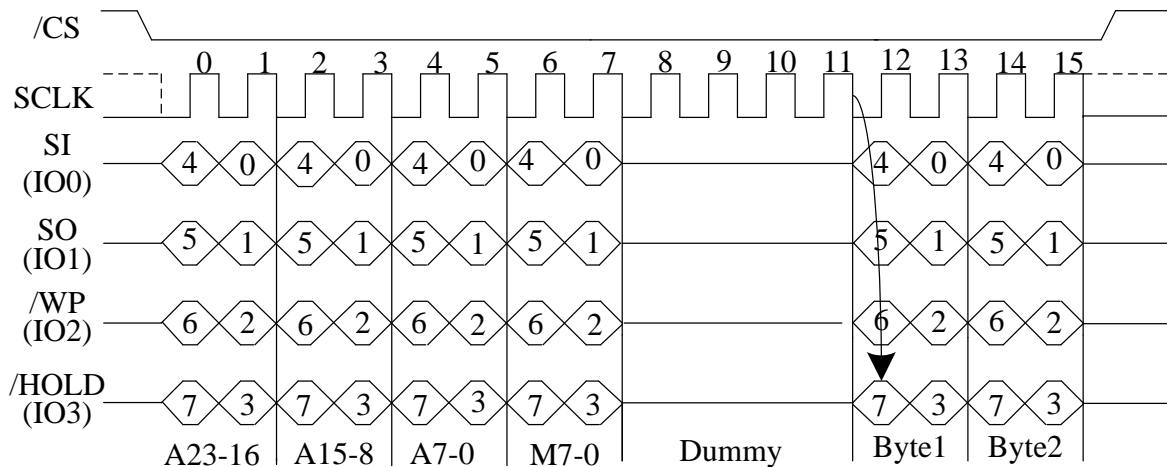 /CS
0 1 2 3 4 5 6 7 8 9 10 11 12 13 14 15
SCLK
SI
(IO0)
4 0 4 0 4 0 4 0 4 0 4 0
SO
(IO1)
5 1 5 1 5 1 5 1 5 1 5 1
/WP
(IO2)
6 2 6 2 6 2 6 2 6 2 6 2
/HOLD
(IO3)
7 3 7 3 7 3 7 3 7 3 7 3
A23-16 A15-8 A7-0 M7-0 Dummy Byte1 Byte2